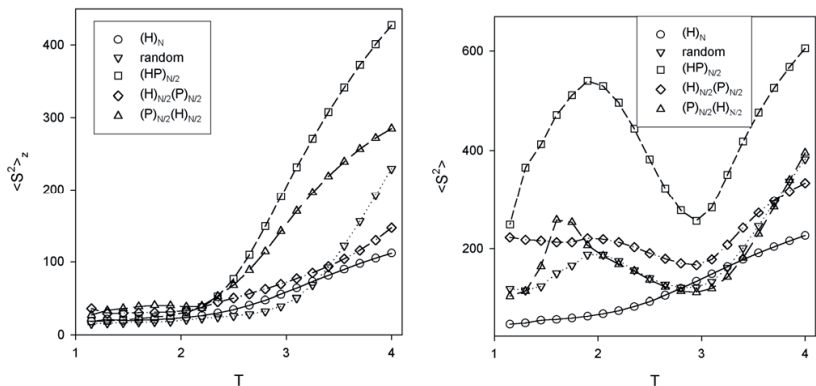 400
300
200
100
0
<S²>z
(H)N
random
(HP)N/2
(H)N/2(P)N/2
(P)N/2(H)N/2
1
2
3
4
T
600
400
200
<S²>
(H)N
random
(HP)N/2
(H)N/2(P)N/2
(P)N/2(H)N/2
1
2
3
4
T